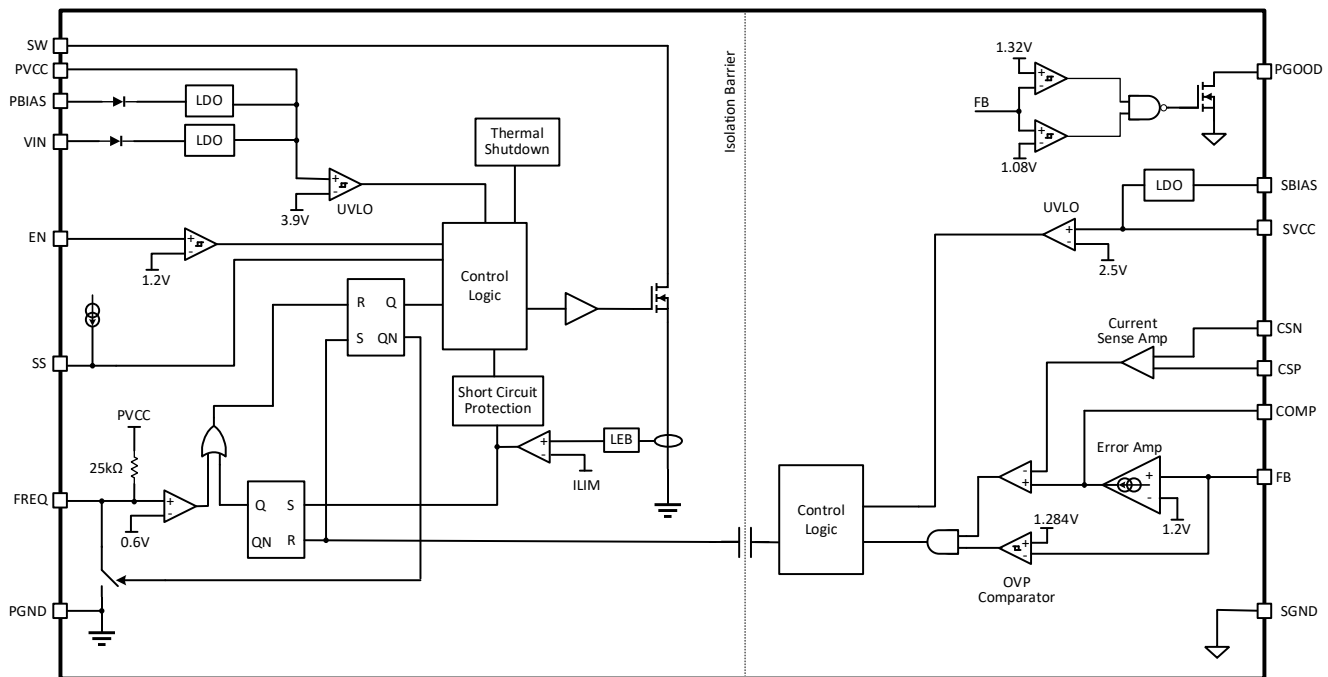 SW
PVCC
PBIAS
VIN
LDO
LDO
Thermal
Shutdown
3.9V
UVLO
EN
1.2V
Control
Logic
R
Q
S
QN
SS
Short Circuit
Protection
PVCC
25kΩ
LEB
ILIM
FREQ
0.6V
Q
S
QN
R
PGND
Isolation Barrier
1.32V
FB
1.08V
PGOOD
LDO
SBIAS
UVLO
SVCC
2.5V
Current
Sense Amp
CSN
CSP
COMP
Error Amp
FB
1.2V
Control
Logic
1.284V
OVP
Comparator
SGND